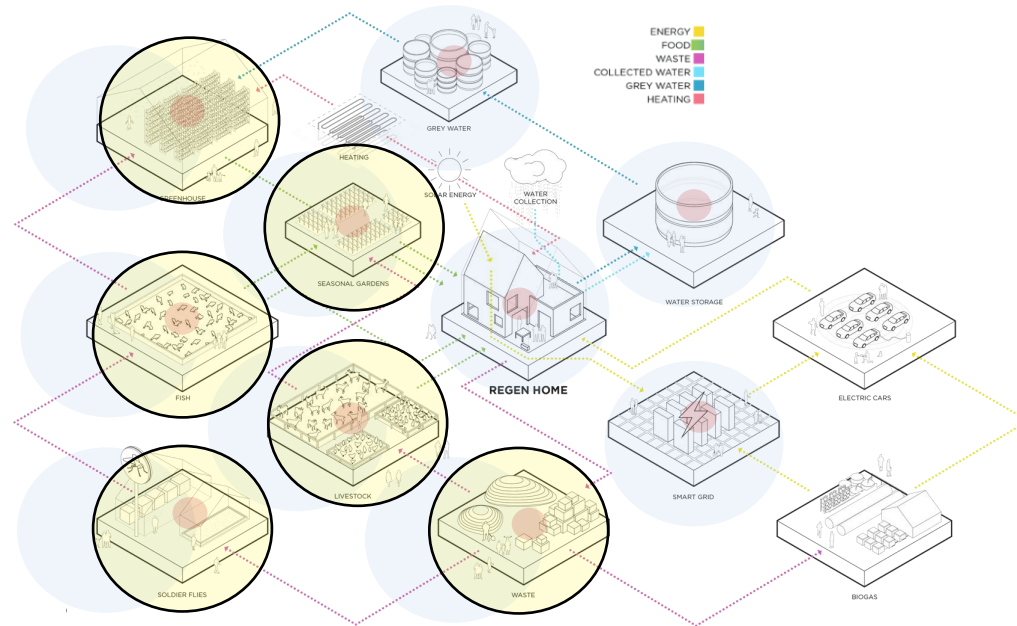 ENERGY
FOOD
WASTE
COLLECTED WATER
GREY WATER
HEATING
GREY WATER
HEATING
SOLAR ENERGY
WATER
COLLECTION
GREENHOUSE
SEASONAL GARDENS
WATER STORAGE
FISH
REGEN HOME
ELECTRIC CARS
LIVESTOCK
SMART GRID
SOLDIER FLIES
WASTE
BIOGAS